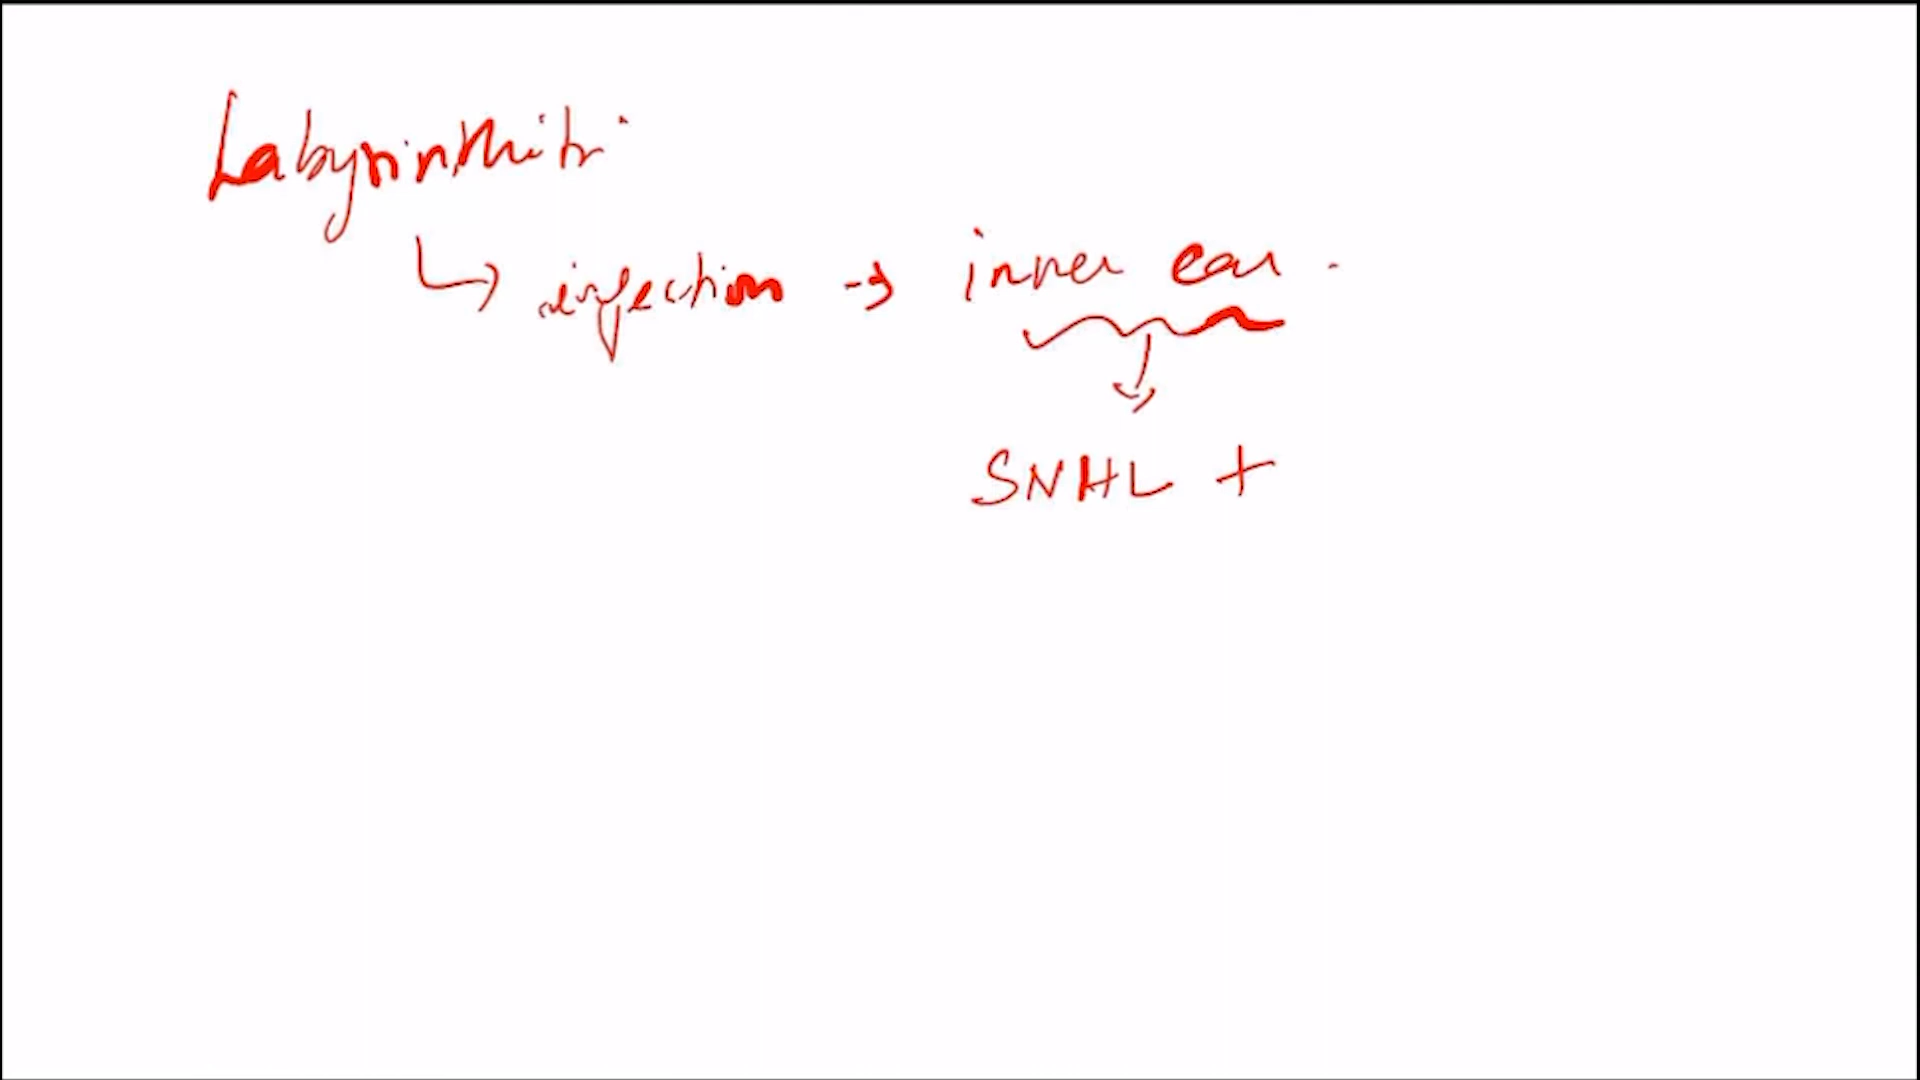 Labyrinthitis
↳ infection → inner ear.
↓
SNHL +